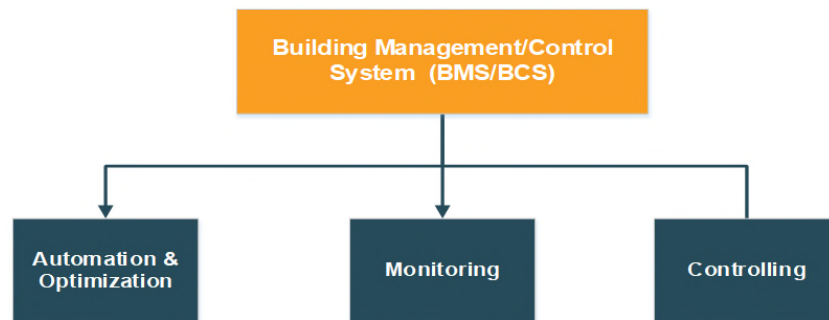 Building Management/Control
System (BMS/BCS)
Automation &
Optimization
Monitoring
Controlling